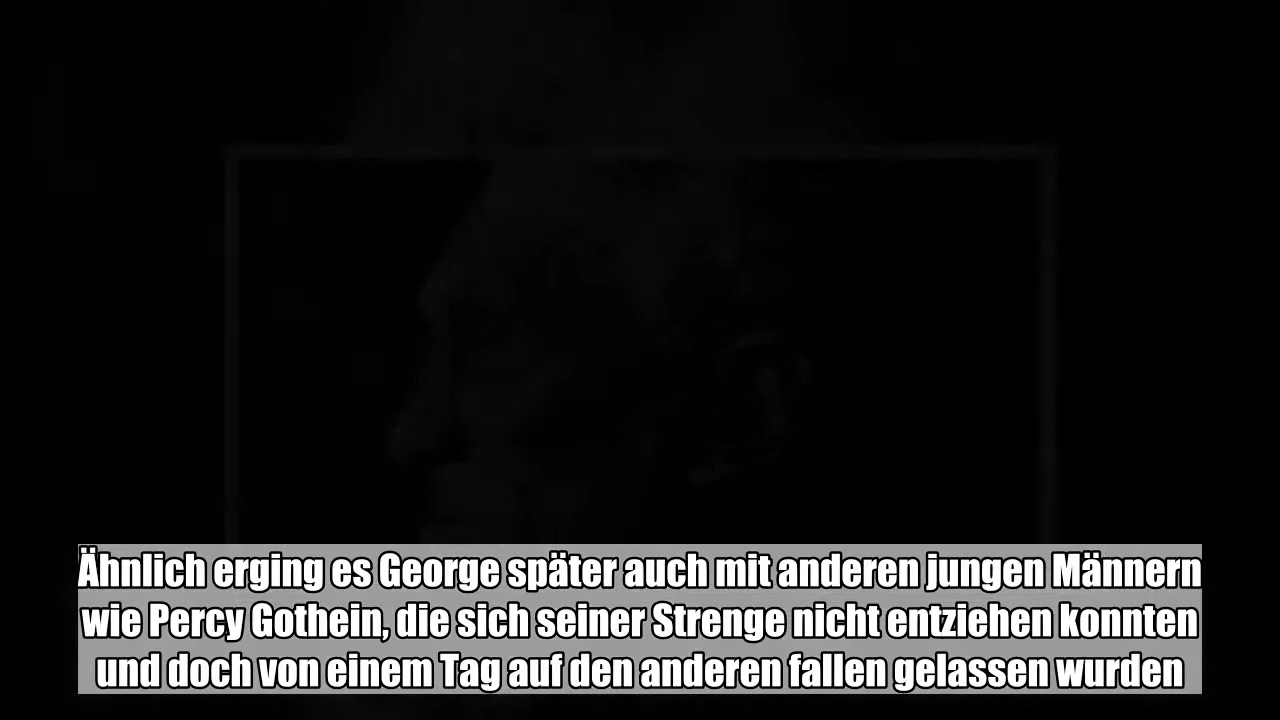 Ähnlich erging es George später auch mit anderen jungen Männern
wie Percy Gothein, die sich seiner Strenge nicht entziehen konnten
und doch von einem Tag auf den anderen fallen gelassen wurden